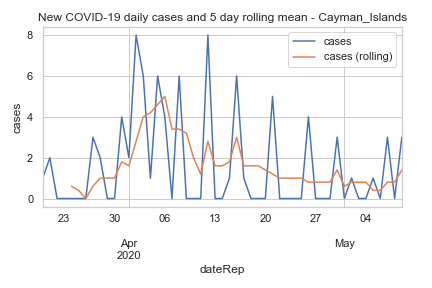 New COVID-19 daily cases and 5 day rolling mean - Cayman_Islands
cases
cases (rolling)
cases
8
6
4
2
0
23 30 06 13 20 27 04
Apr May
2020
dateRep